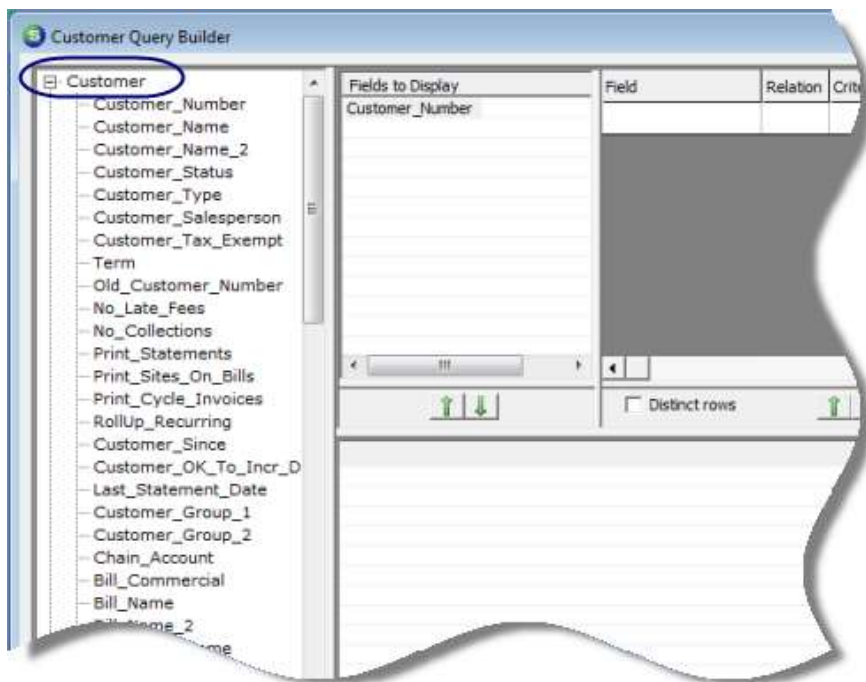 Customer Query Builder
Customer
Customer_Number
Customer_Name
Customer_Name_2
Customer_Status
Customer_Type
Customer_Salesperson
Customer_Tax_Exempt
Term
Old_Customer_Number
No_Late_Fees
No_Collections
Print_Statements
Print_Sites_On_Bills
Print_Cycle_Invoices
RollUp_Recurring
Customer_Since
Customer_OK_To_Incr_D
Last_Statement_Date
Customer_Group_1
Customer_Group_2
Chain_Account
Bill_Commercial
Bill_Name
Fields to Display
Customer_Number
Field Relation
Distinct rows